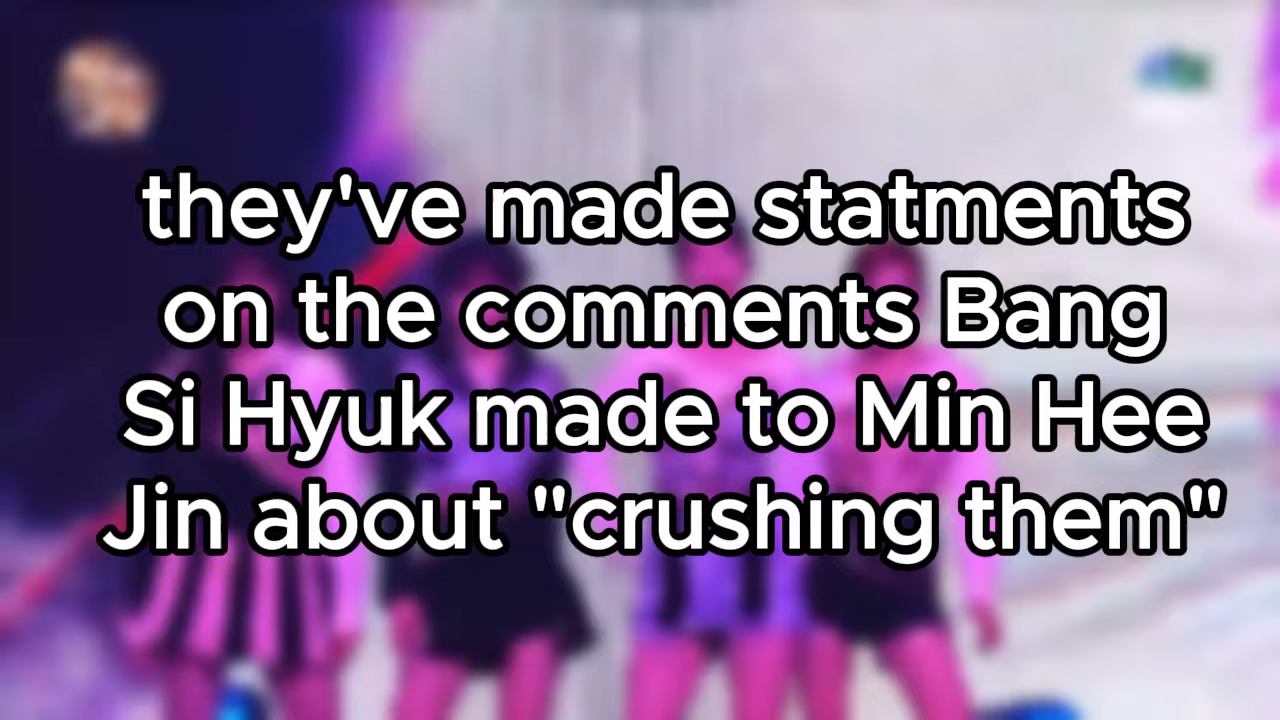 they've made statments
on the comments Bang
Si Hyuk made to Min Hee
Jin about "crushing them"